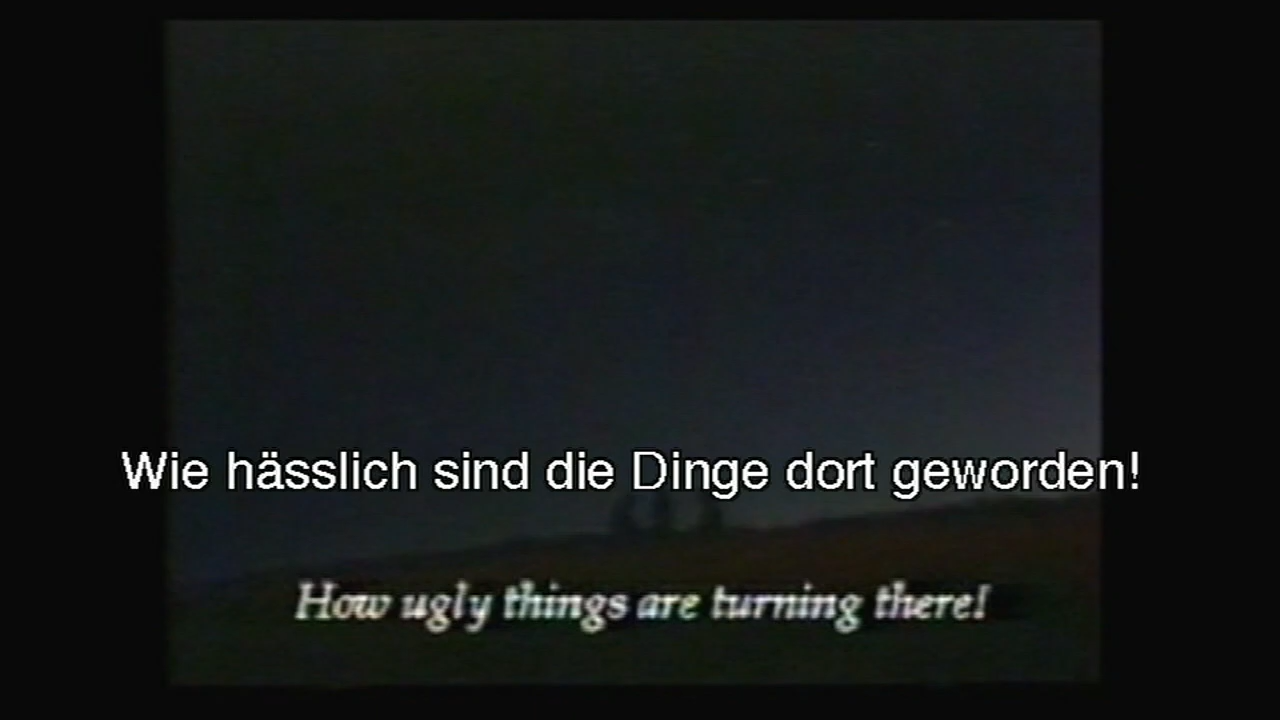 Wie hässlich sind die Dinge dort geworden!
How ugly things are turning there!